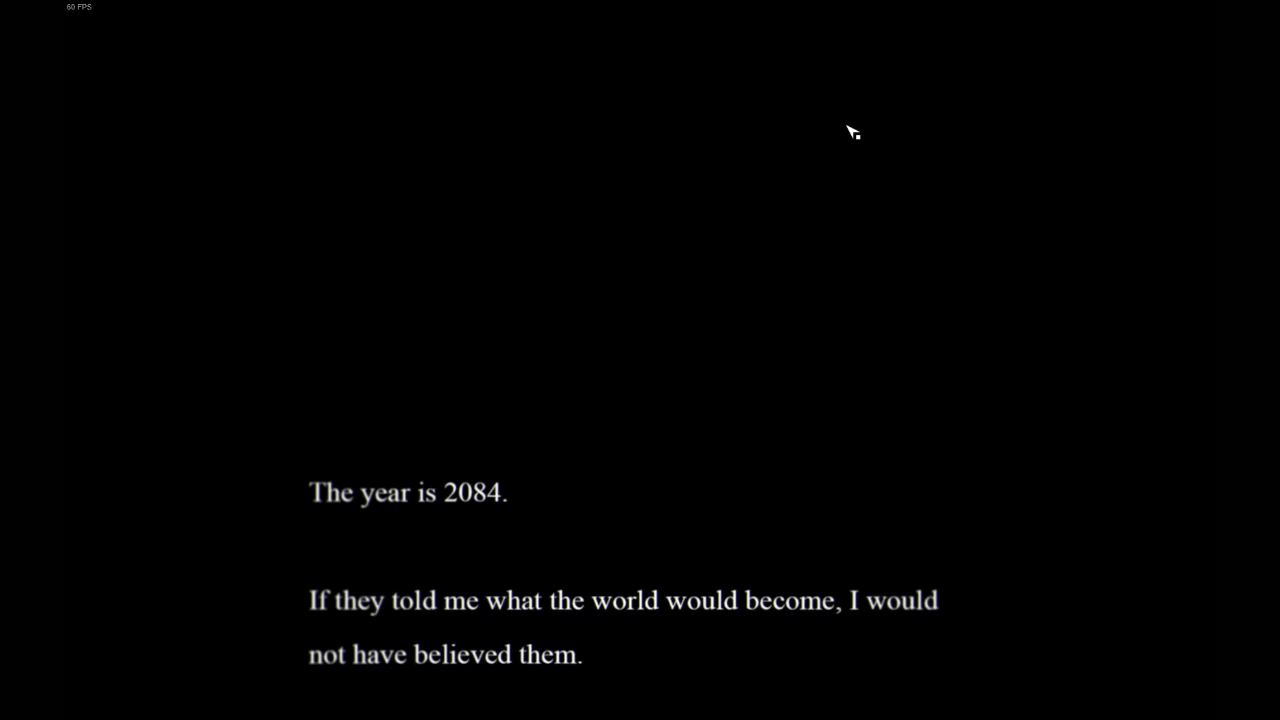 60 FPS
The year is 2084.
If they told me what the world would become, I would
not have believed them.